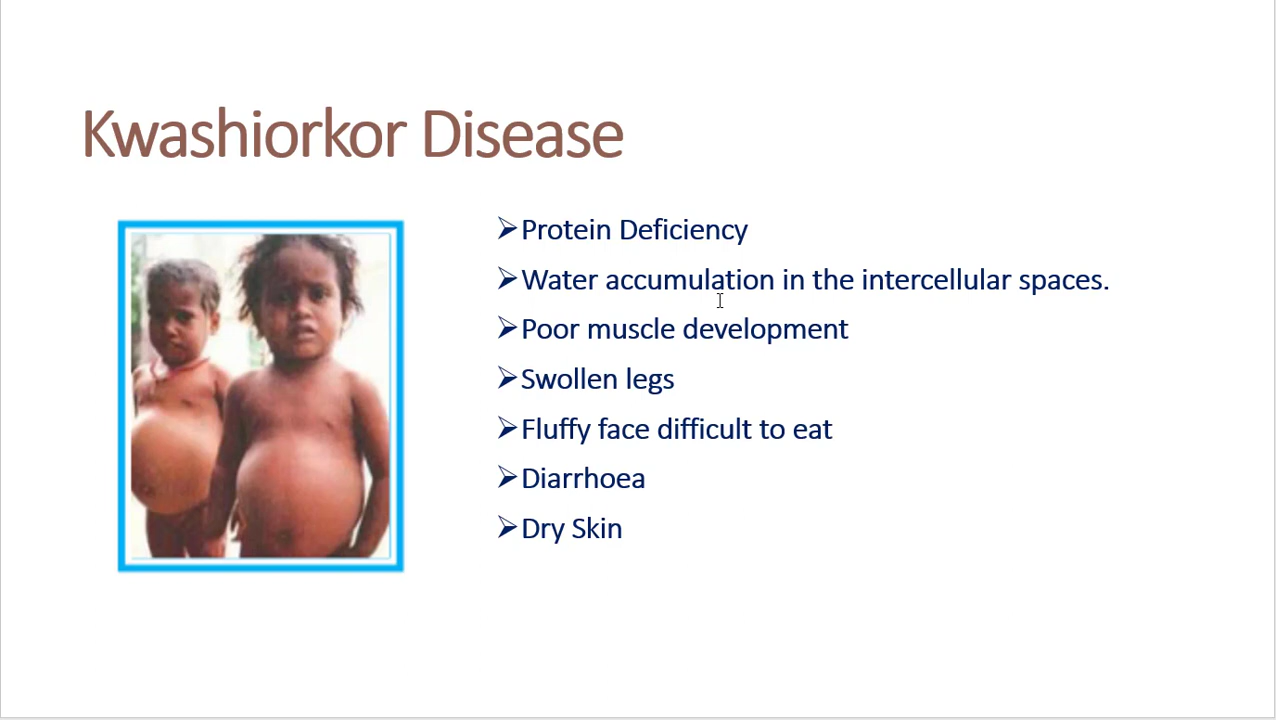 Kwashiorkor Disease
➢Protein Deficiency
➢Water accumulation in the intercellular spaces.
➢Poor muscle development
➢Swollen legs
➢Fluffy face difficult to eat
➢Diarrhoea
➢Dry Skin